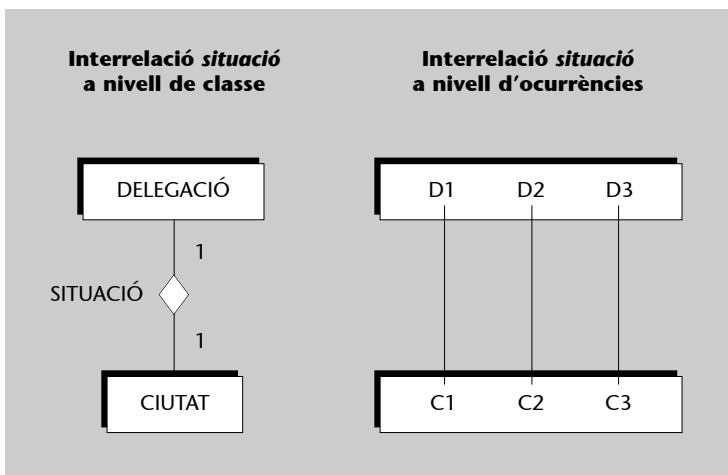 Interrelació situació
a nivell de classe
DELEGACIÓ
1
SITUACIÓ
1
CIUTAT
Interrelació situació
a nivell d'ocurrències
D1 D2 D3
C1 C2 C3